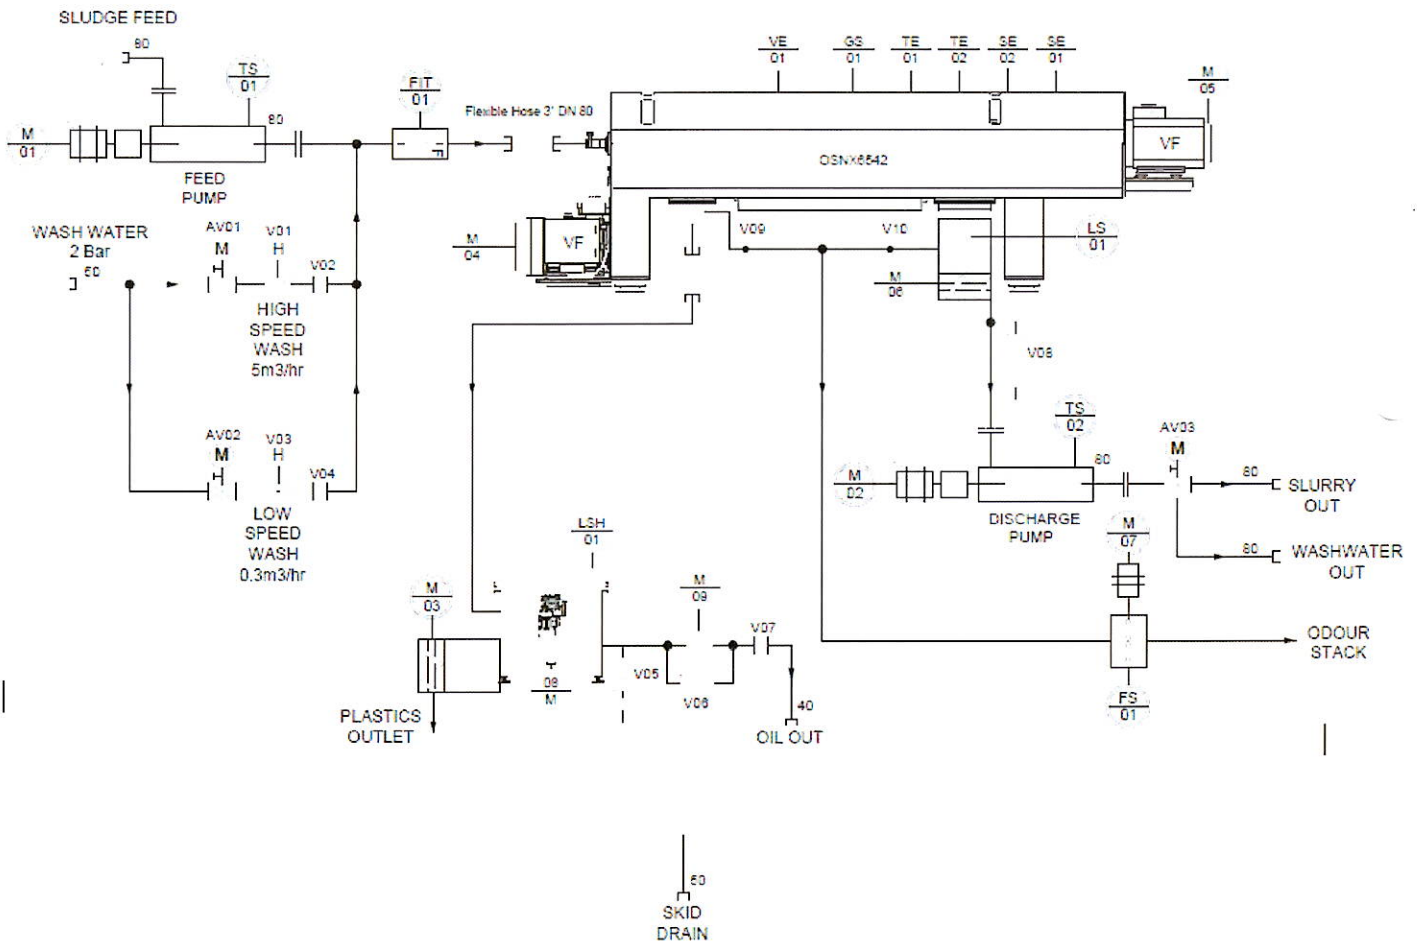 SLUDGE FEED
80
TS
01
M
01
80
FEED
PUMP
FIT
01
F
Flexible Hose 3" DN 80
VE
01
GS
01
TE
01
TE
02
SE
02
SE
01
M
05
OSNX6542
VF
WASH WATER
2 Bar
50
AV01
M
V01
H
V02
HIGH
SPEED
WASH
5m3/hr
M
04
VF
V09
V10
LS
01
M
06
V08
AV02
M
V03
H
V04
LOW
SPEED
WASH
0.3m3/hr
TS
02
M
02
80
DISCHARGE
PUMP
AV03
M
80
SLURRY
OUT
80
WASHWATER
OUT
M
07
ODOUR
STACK
FS
01
LSH
01
M
03
M
09
V07
V05
V06
08
M
PLASTICS
OUTLET
40
OIL OUT
50
SKID
DRAIN